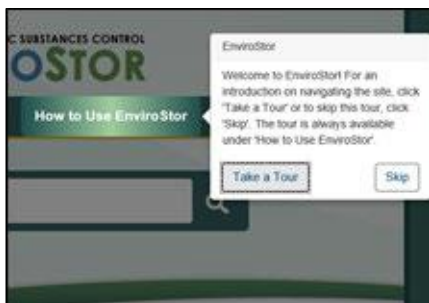 C SUBSTANCES CONTROL
OSTOR
How to Use EnviroStor
EnviroStor
Welcome to EnviroStor! For an
introduction on navigating the site, click
'Take a Tour' or to skip this tour, click
'Skip'. The tour is always available
under 'How to Use EnviroStor'.
Take a Tour
Skip